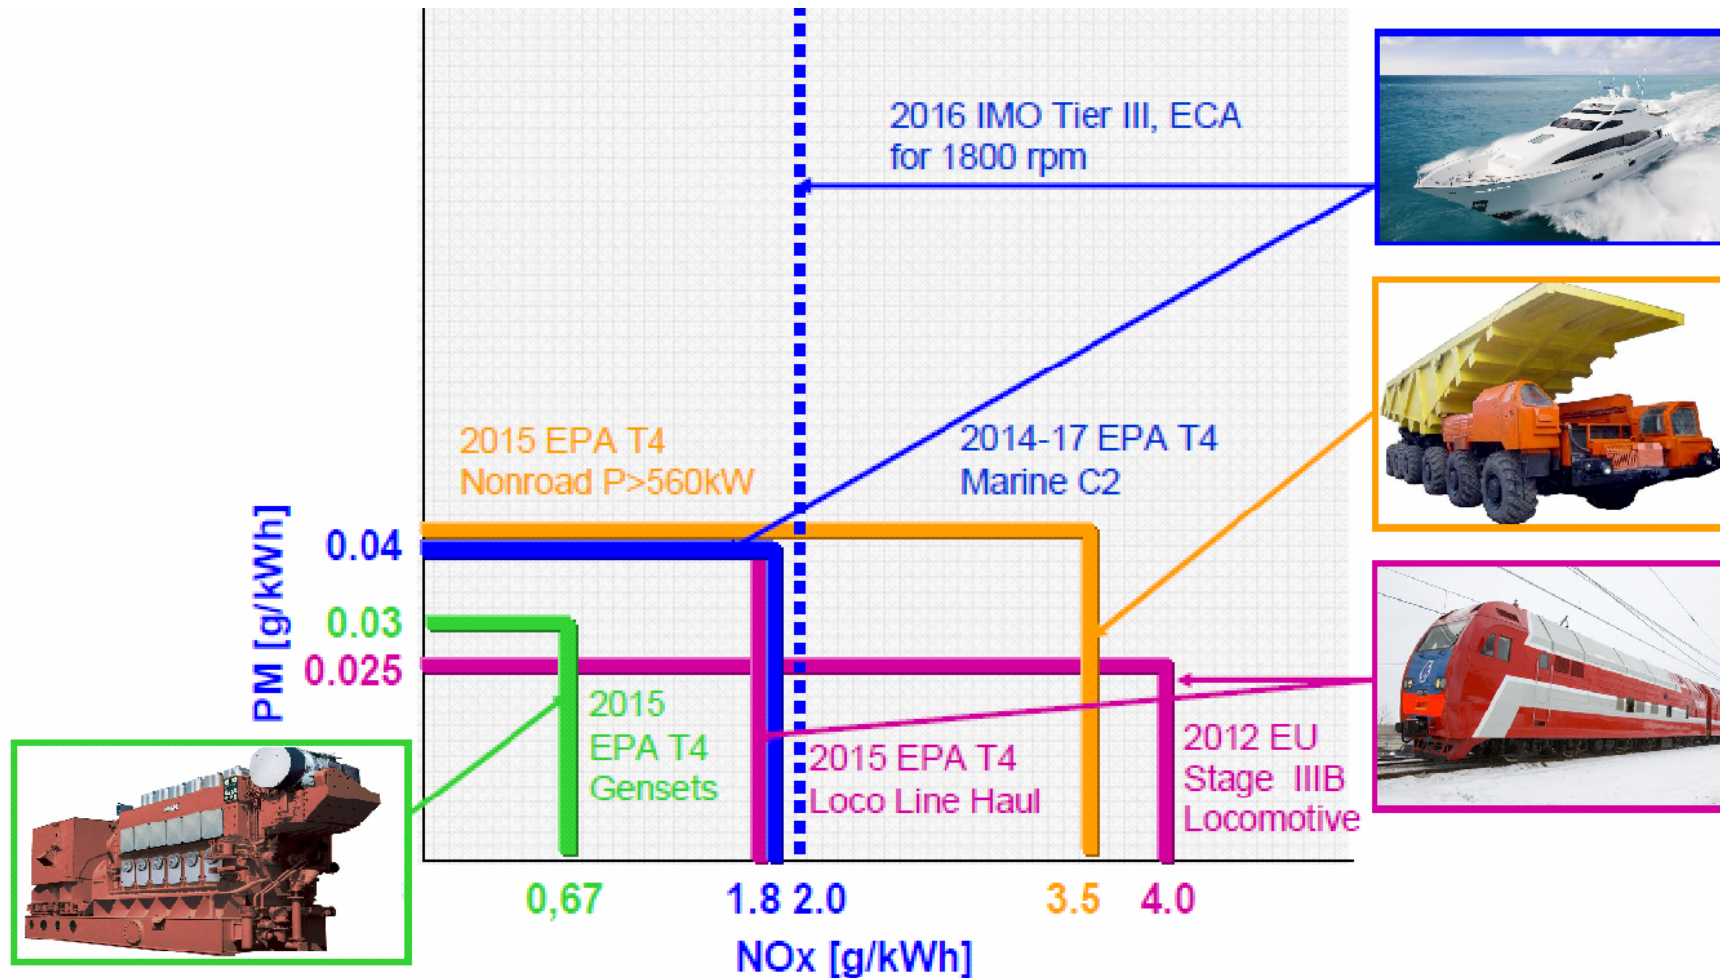 2016 IMO Tier III, ECA
for 1800 rpm
2015 EPA T4
Nonroad P>560kW
2014-17 EPA T4
Marine C2
PM [g/kWh]
0.04
0.03
0.025
2015
EPA T4
Gensets
2015 EPA T4
Loco Line Haul
2012 EU
Stage IIIB
Locomotive
0,67
1.8
2.0
3.5
4.0
NOx [g/kWh]